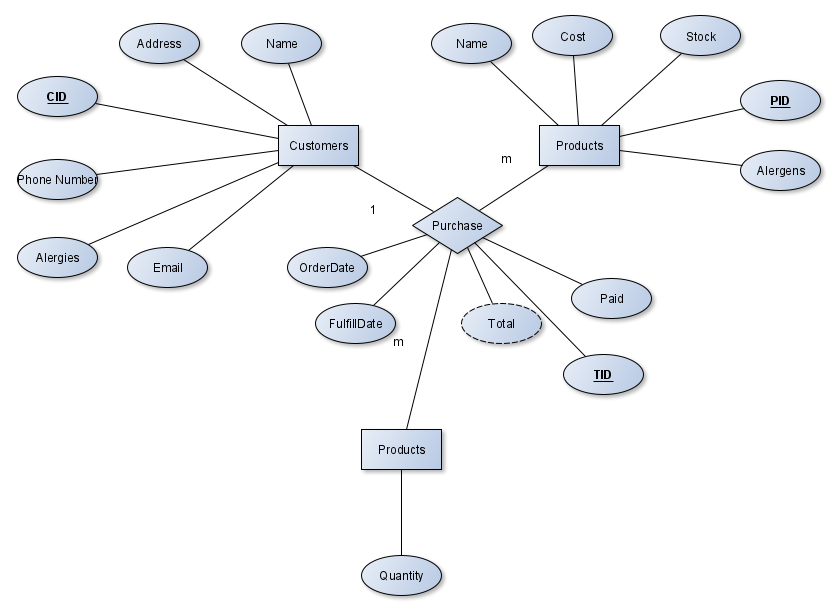 Address
Name
Name
Cost
Stock
CID
PID
Customers
Products
m
Phone Number
Alergens
1
Purchase
Alergies
Email
OrderDate
Paid
FulfillDate
Total
m
TID
Products
Quantity